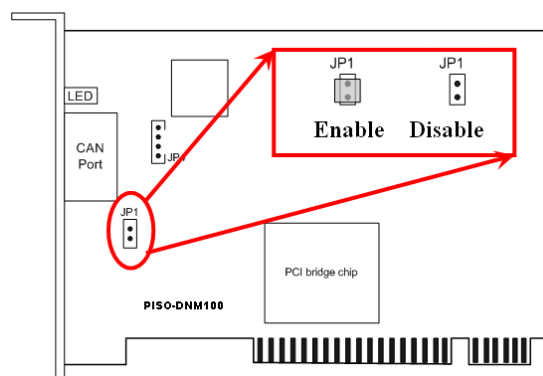 JP1 JP1
Enable Disable
LED
CAN
Port
JP1
PCI bridge chip
PISO-DNM100